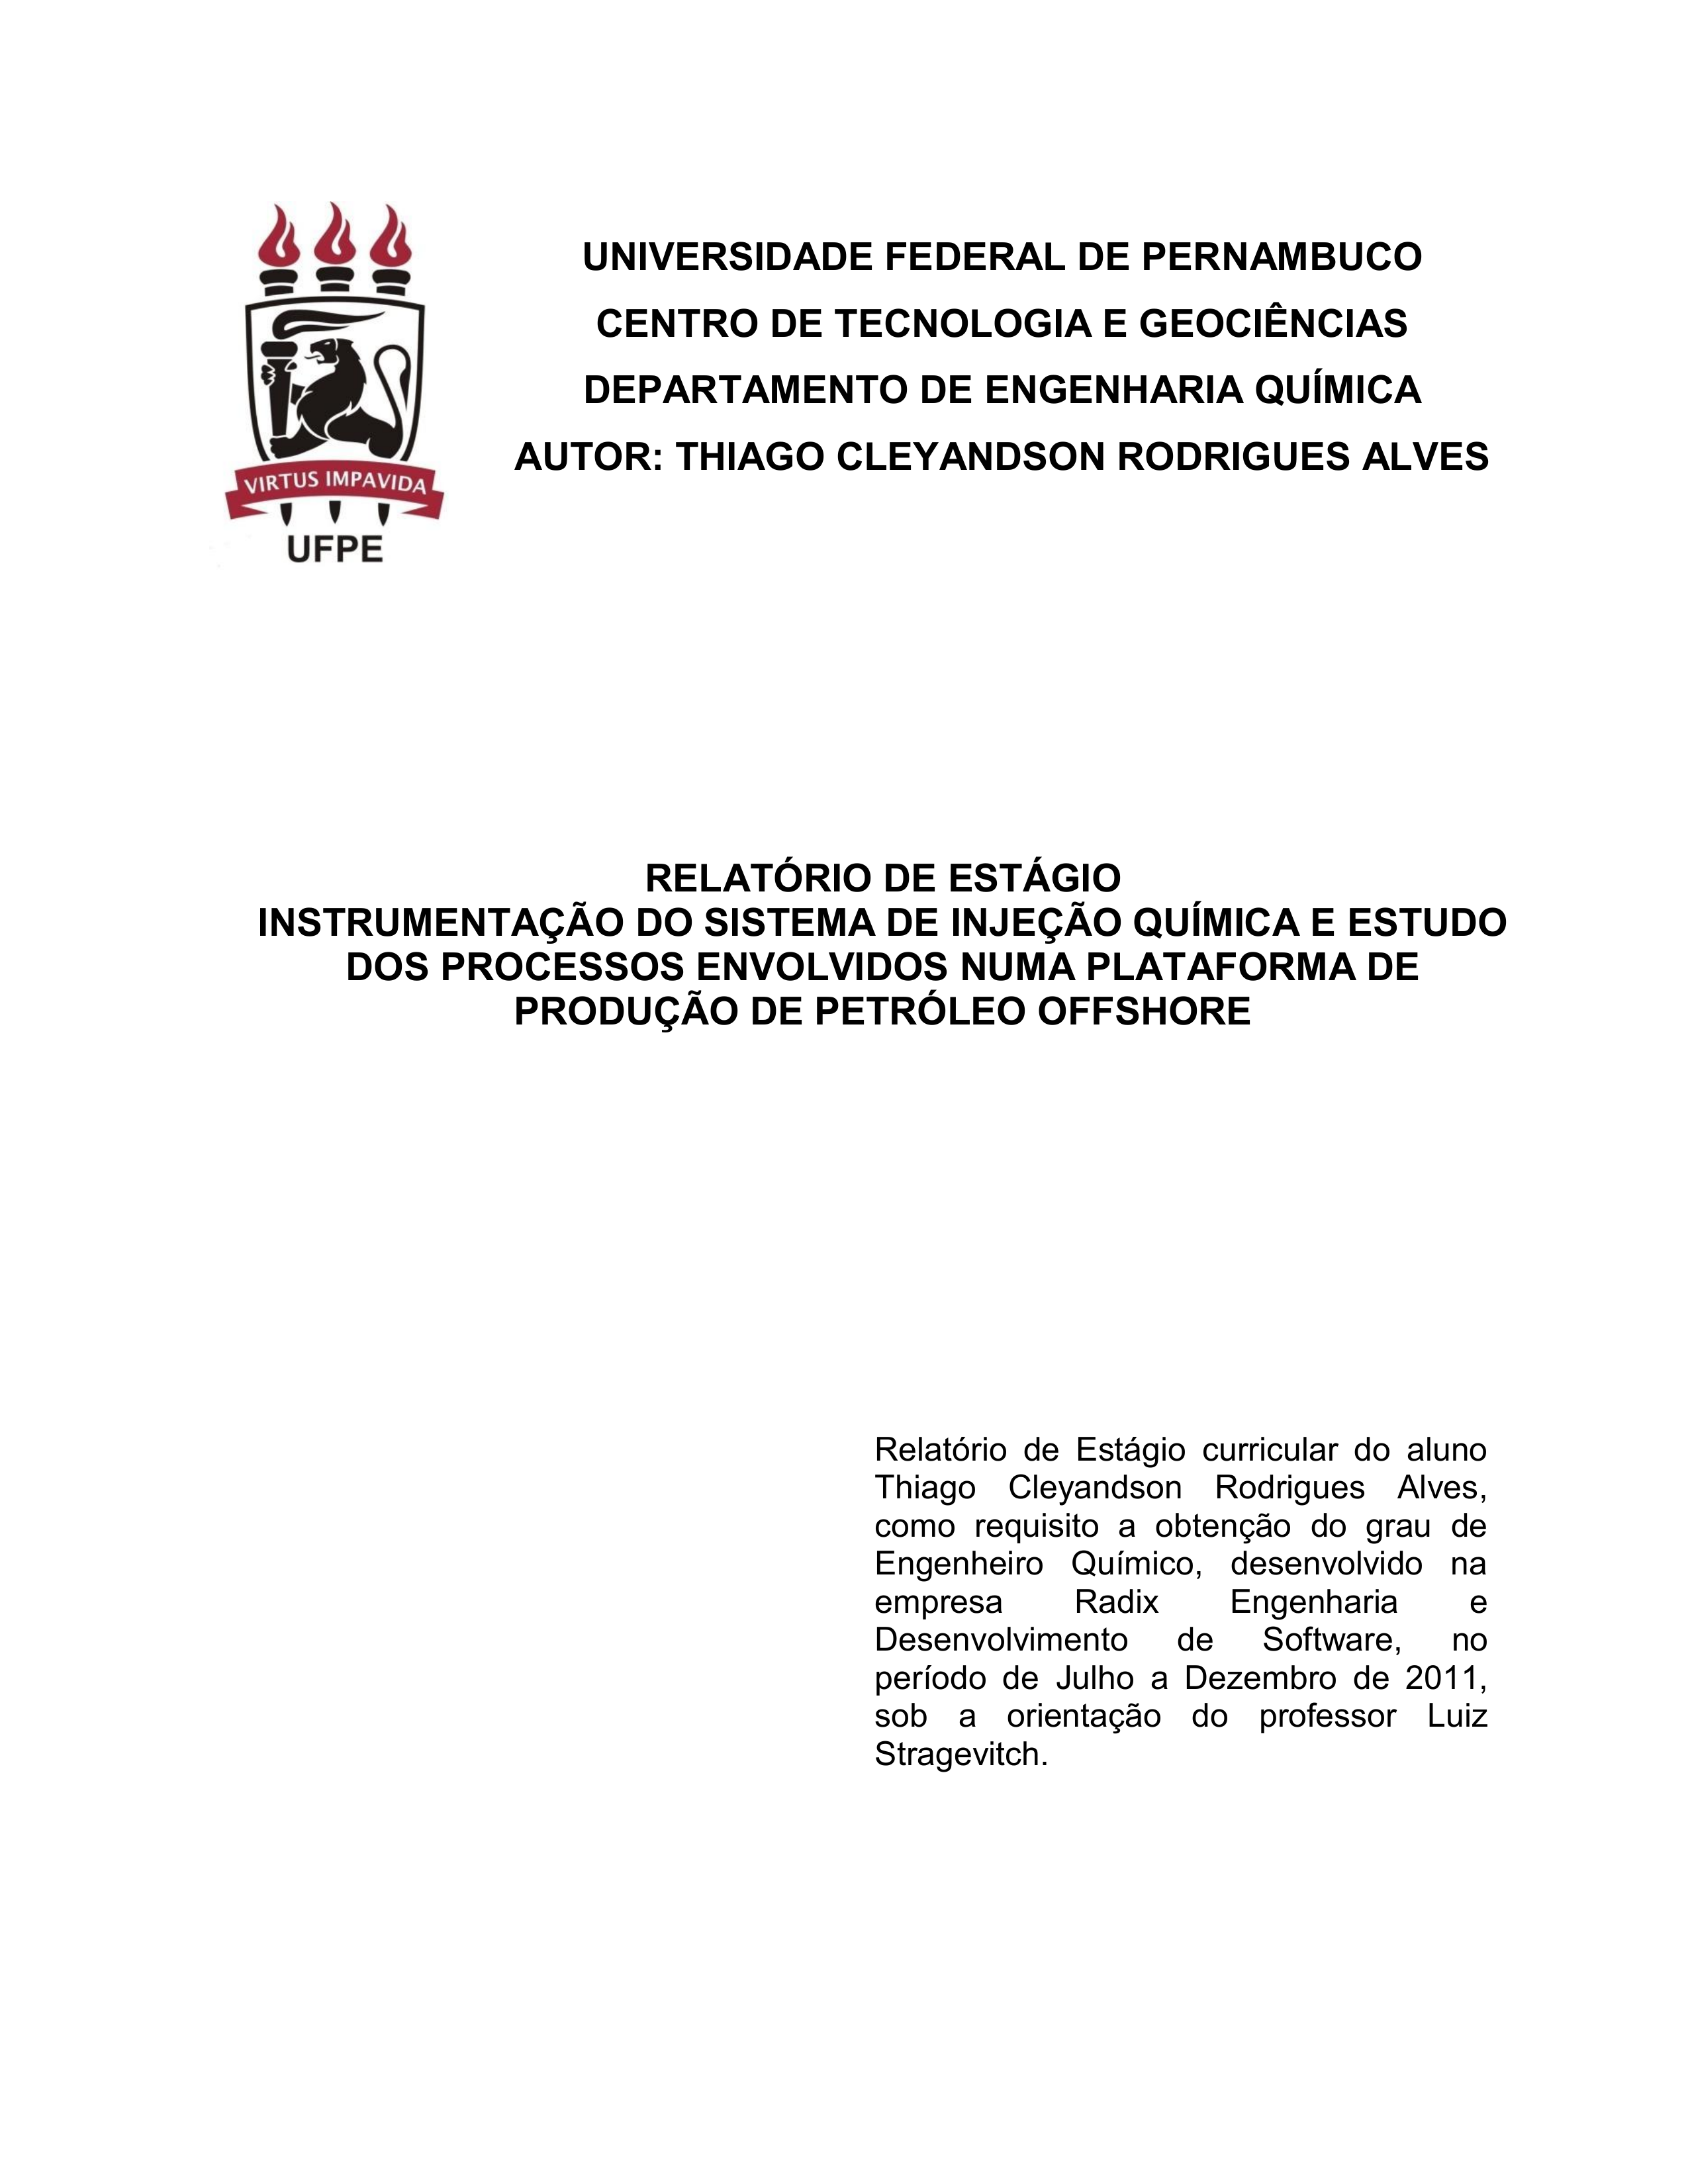 UNIVERSIDADE FEDERAL DE PERNAMBUCO
CENTRO DE TECNOLOGIA E GEOCIÊNCIAS
DEPARTAMENTO DE ENGENHARIA QUÍMICA
AUTOR: THIAGO CLEYANDSON RODRIGUES ALVES
VIRTUS IMPAVIDA
UFPE
RELATÓRIO DE ESTÁGIO
INSTRUMENTAÇÃO DO SISTEMA DE INJEÇÃO QUÍMICA E ESTUDO
DOS PROCESSOS ENVOLVIDOS NUMA PLATAFORMA DE
PRODUÇÃO DE PETRÓLEO OFFSHORE
Relatório de Estágio curricular do aluno
Thiago Cleyandson Rodrigues Alves,
como requisito a obtenção do grau de
Engenheiro Químico, desenvolvido na
empresa Radix Engenharia e
Desenvolvimento de Software, no
período de Julho a Dezembro de 2011,
sob a orientação do professor Luiz
Stragevitch.